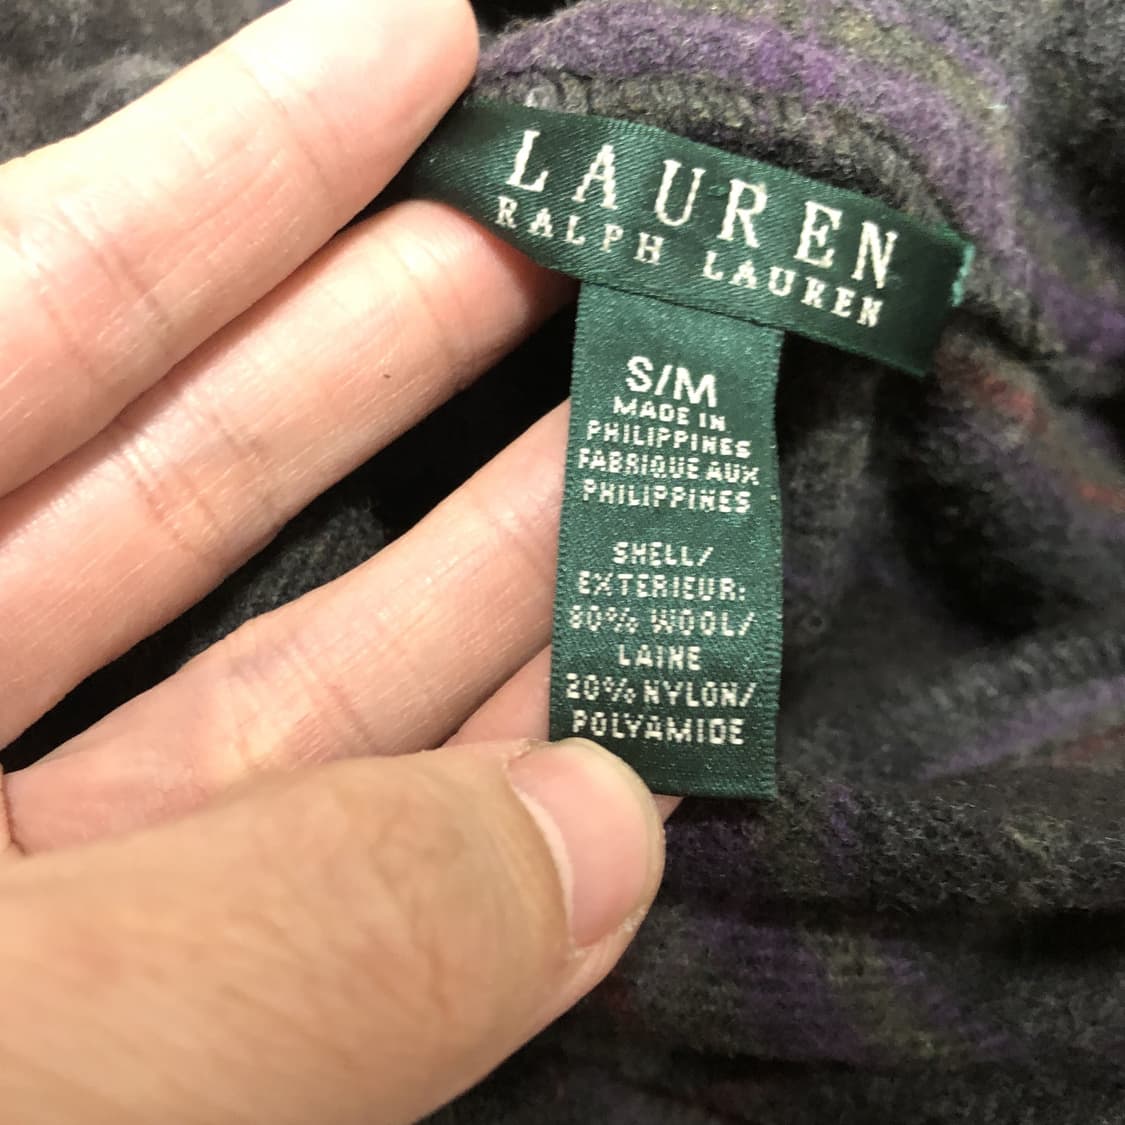 LAUREN
RALPH LAUREN
S/M
MADE IN
PHILIPPINES
FABRIQUE AUX
PHILIPPINES
SHELL/
EXTERIEUR:
80% WOOL/
LAINE
20% NYLON/
POLYAMIDE